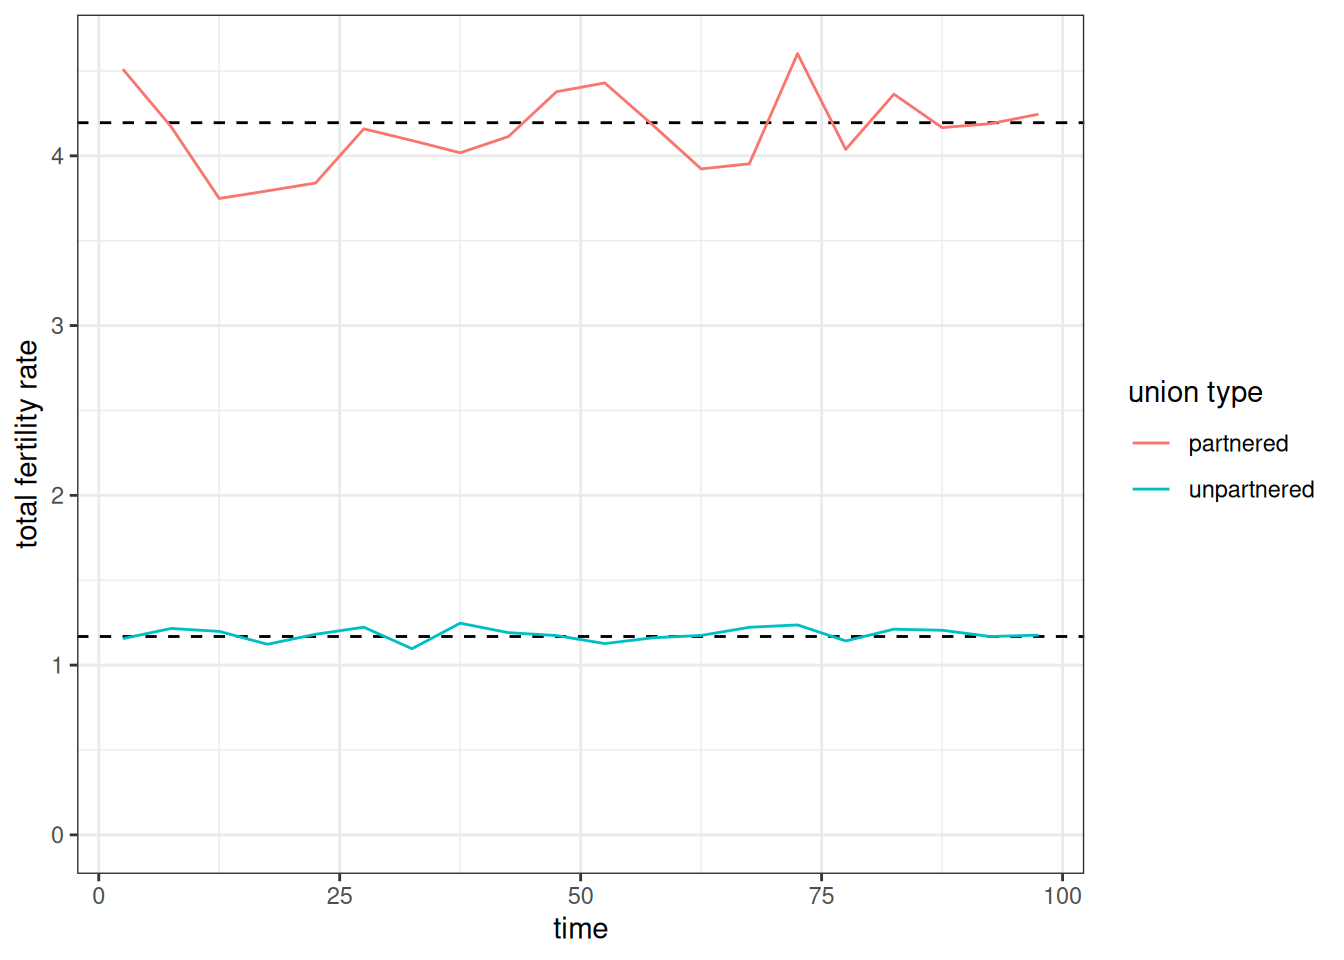 total fertility rate
4
3
2
1
0
0 25 50 75 100
time
union type
partnered
unpartnered